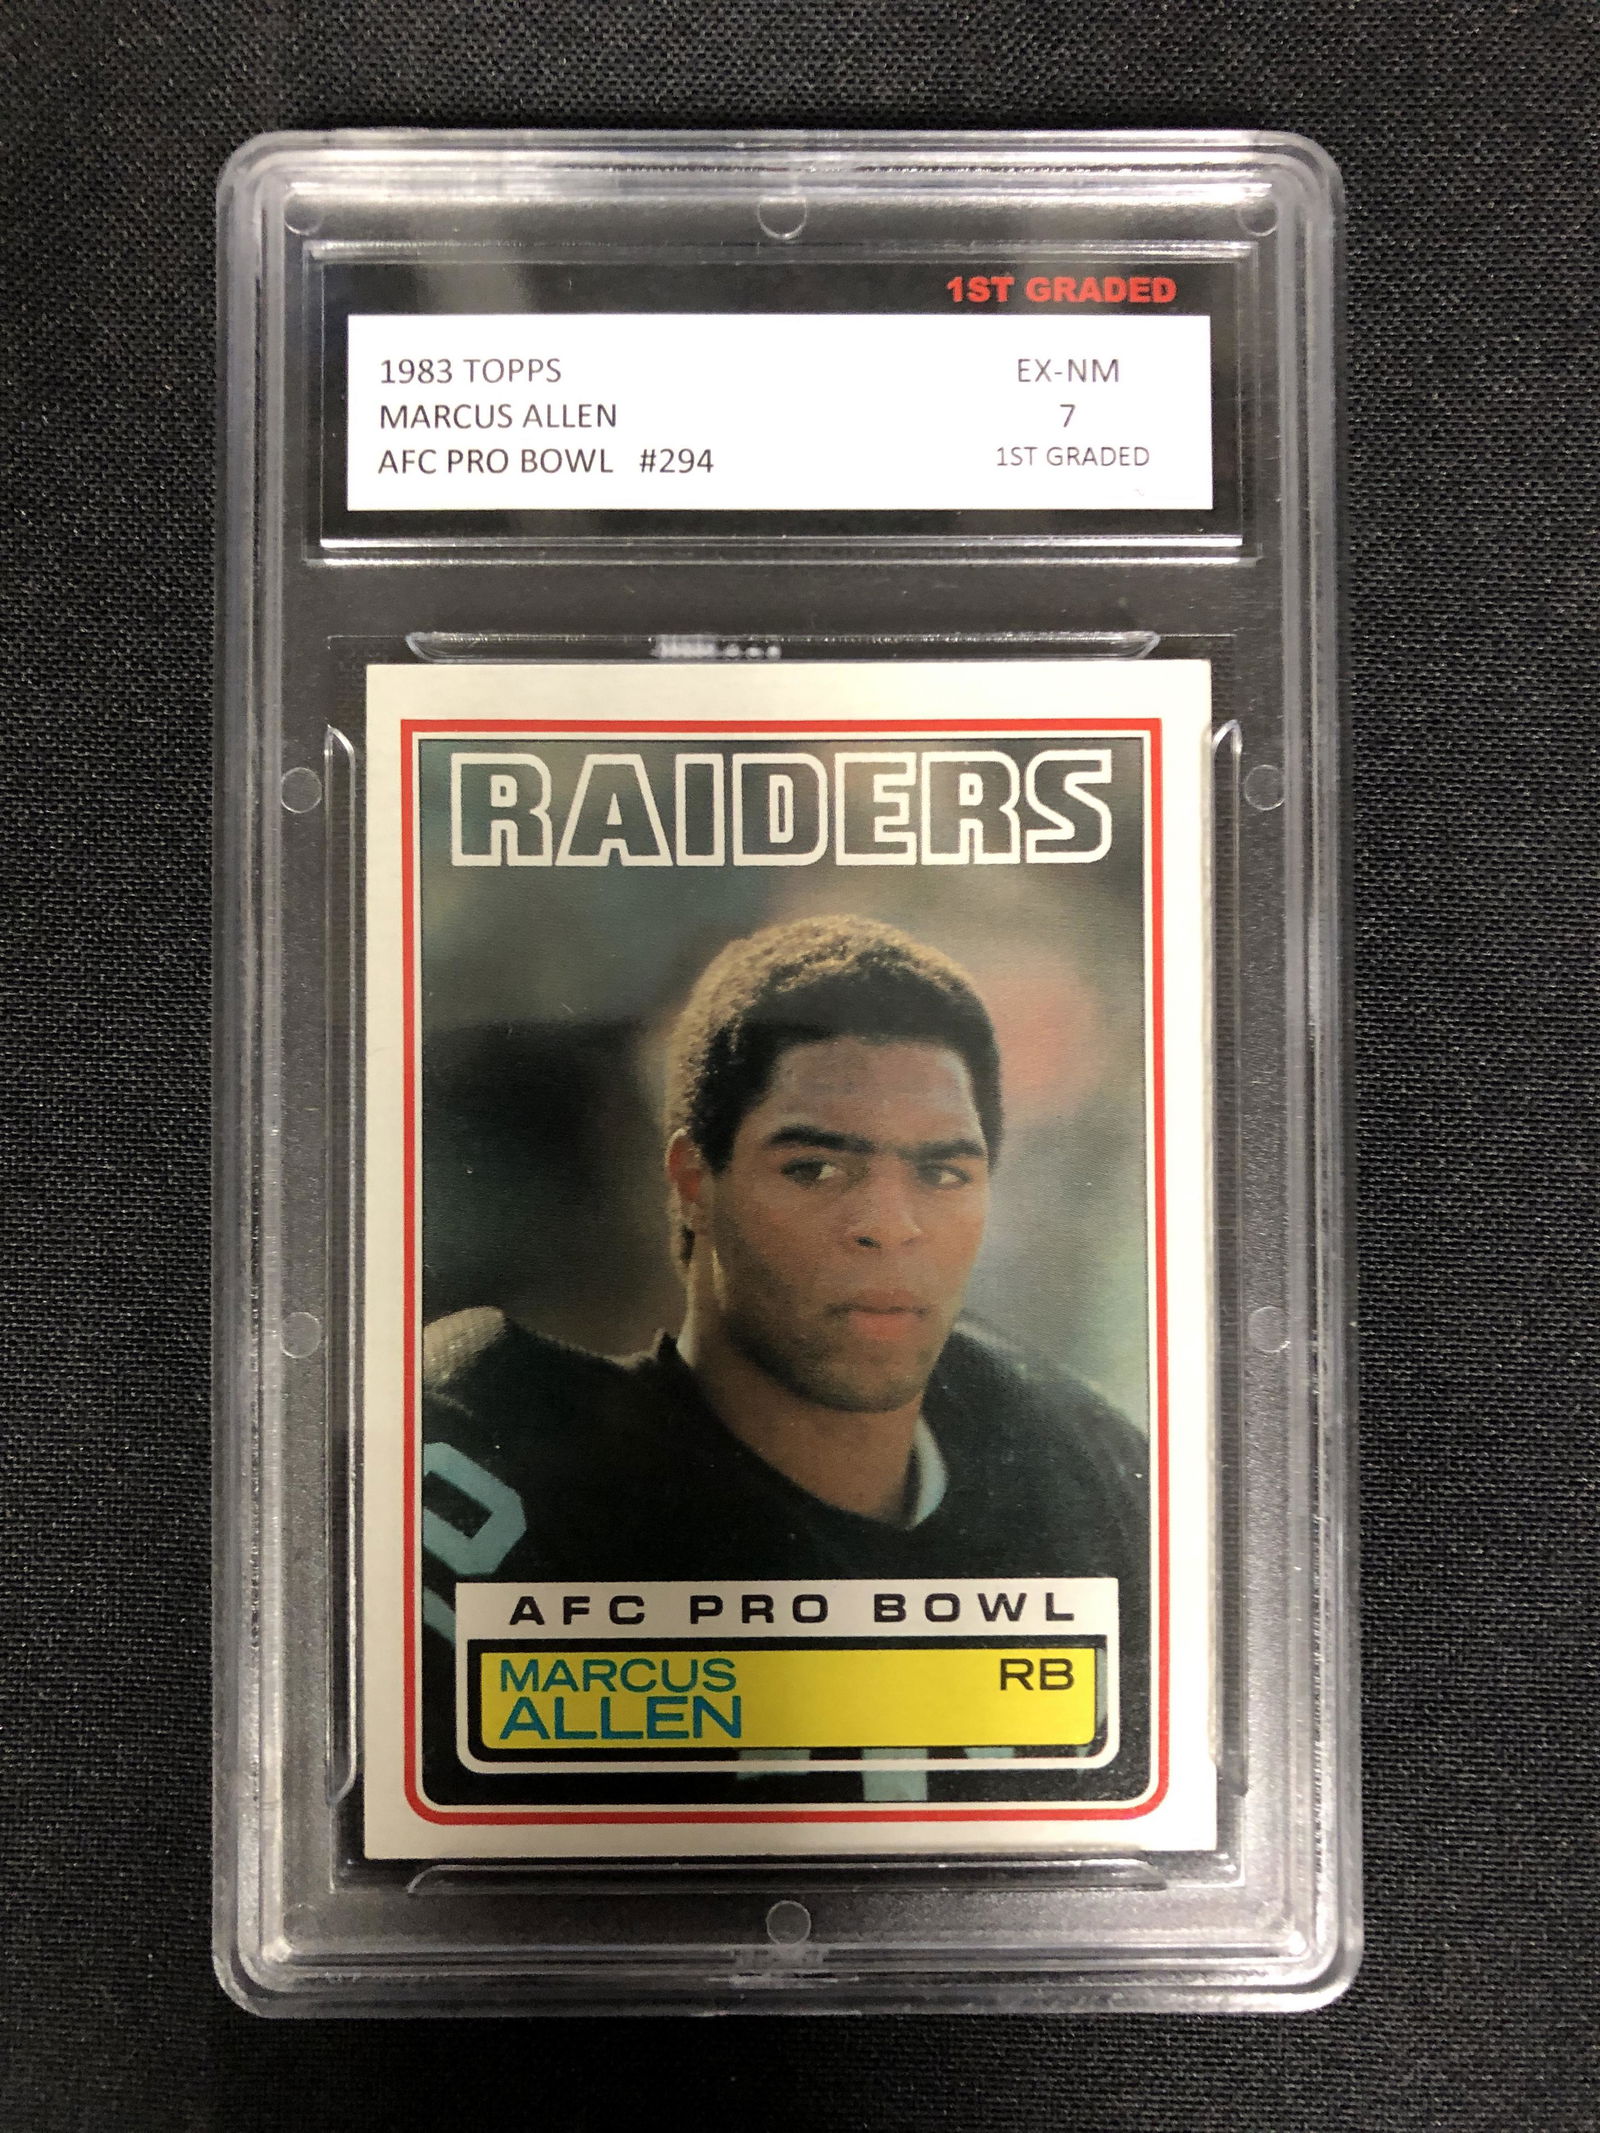 1ST GRADED
1983 TOPPS EX-NM
MARCUS ALLEN 7
AFC PRO BOWL #294 1ST GRADED
RAIDERS
AFC PRO BOWL
MARCUS RB
ALLEN